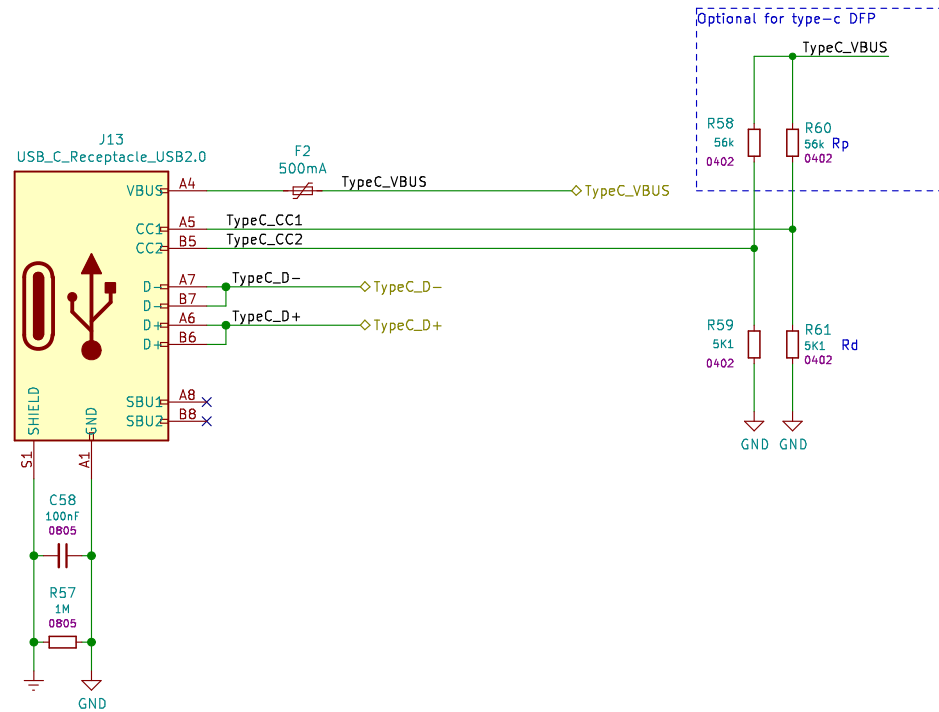 Optional for type-c DFP
TypeC_VBUS
R58
56k
0402
R60
56k
0402
Rp
J13
USB_C_Receptacle_USB2.0
F2
500mA
VBUS
A4
TypeC_VBUS
TypeC_VBUS
CC1
A5
TypeC_CC1
CC2
B5
TypeC_CC2
D-
A7
TypeC_D-
TypeC_D-
D-
B7
D+
A6
TypeC_D+
TypeC_D+
D+
B6
R59
5K1
0402
R61
5K1
0402
Rd
SBU1
A8
SBU2
B8
SHIELD
GND
S1
A1
GND
GND
C58
100nF
0805
R57
1M
0805
GND